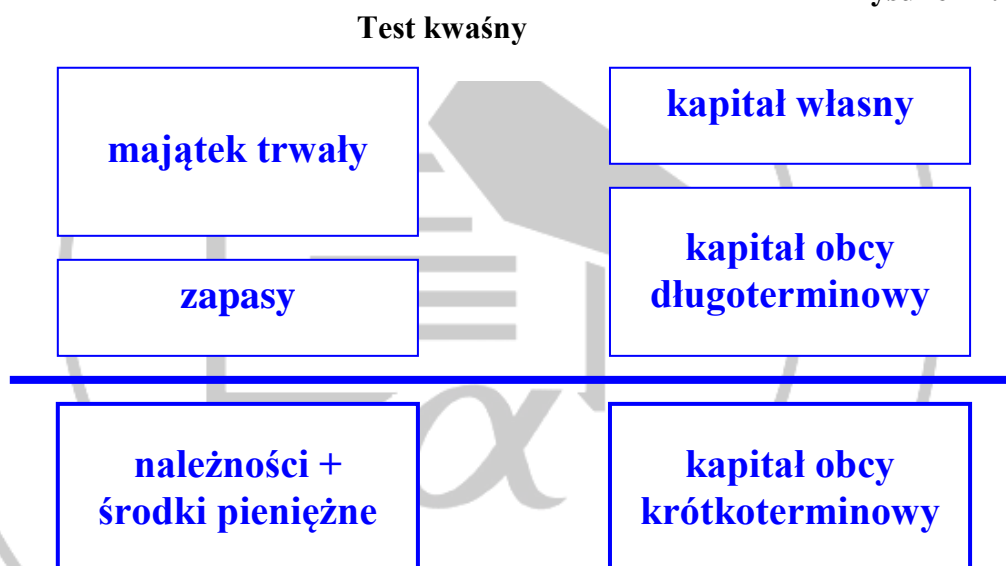 Test kwaśny
majątek trwały
kapitał własny
zapasy
kapitał obcy
długoterminowy
należności +
środki pieniężne
kapitał obcy
krótkoterminowy